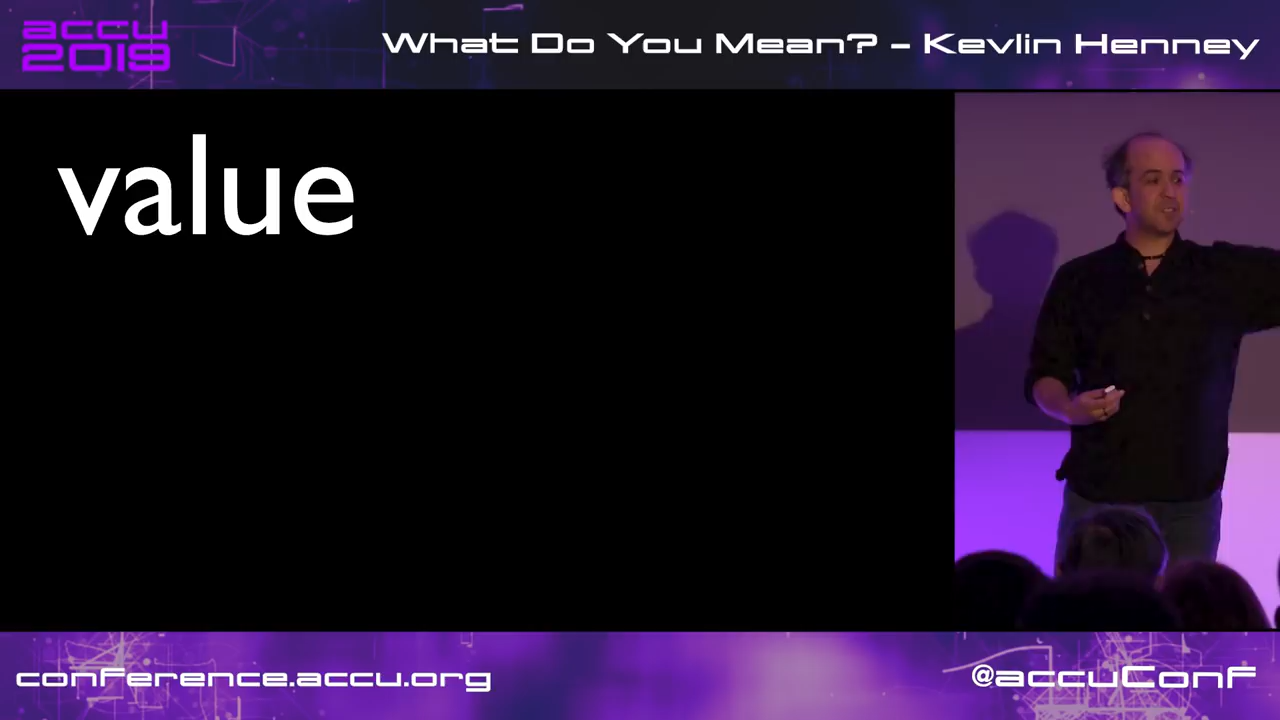 accu
2019
What Do You Mean? - Kevlin Henney
value
conference.accu.org
@accuConf